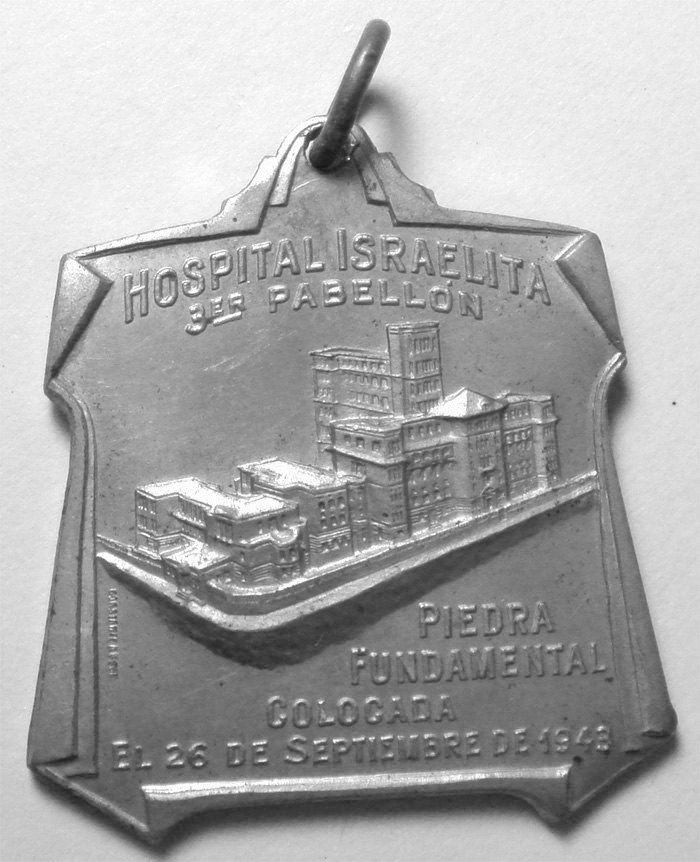 HOSPITAL ISRAELITA
3ER PABELLÓN
PIEDRA
FUNDAMENTAL
COLOCADA
EL 26 DE SEPTIEMBRE DE 1943